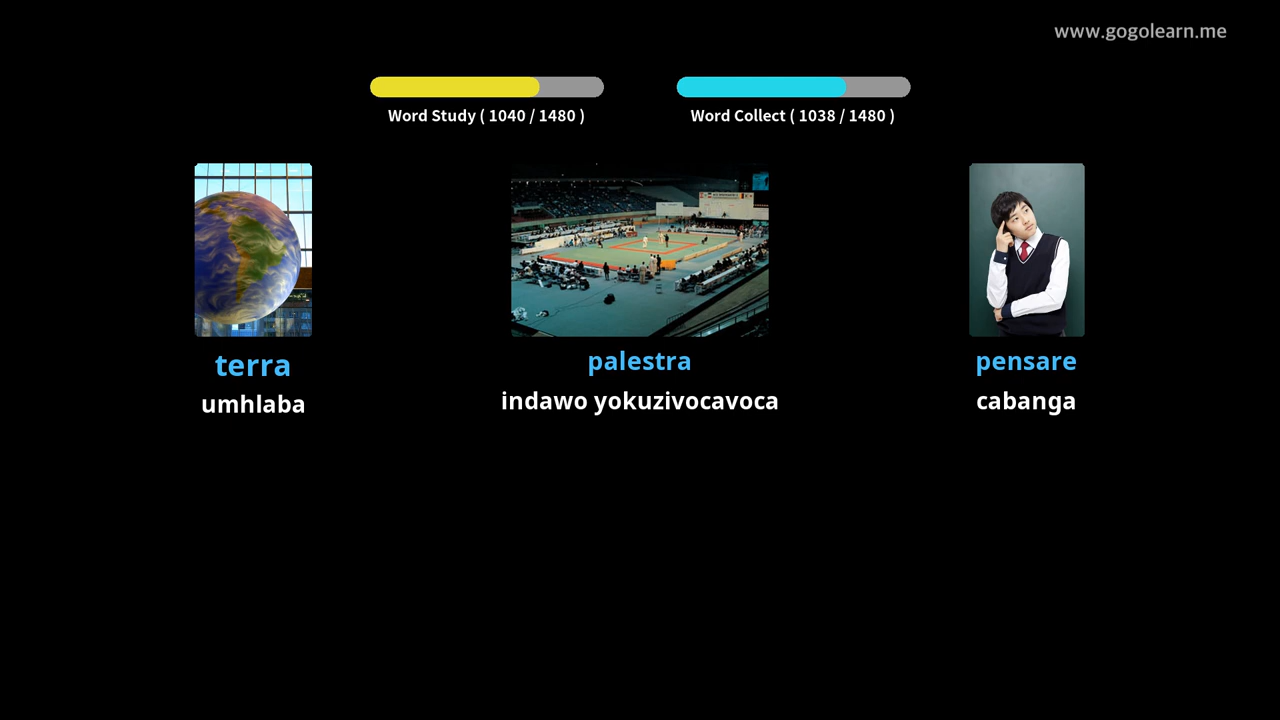 www.gogolearn.me
Word Study ( 1040 / 1480 )
Word Collect ( 1038 / 1480 )
terra
palestra
pensare
umhlaba
indawo yokuzivocavoca
cabanga